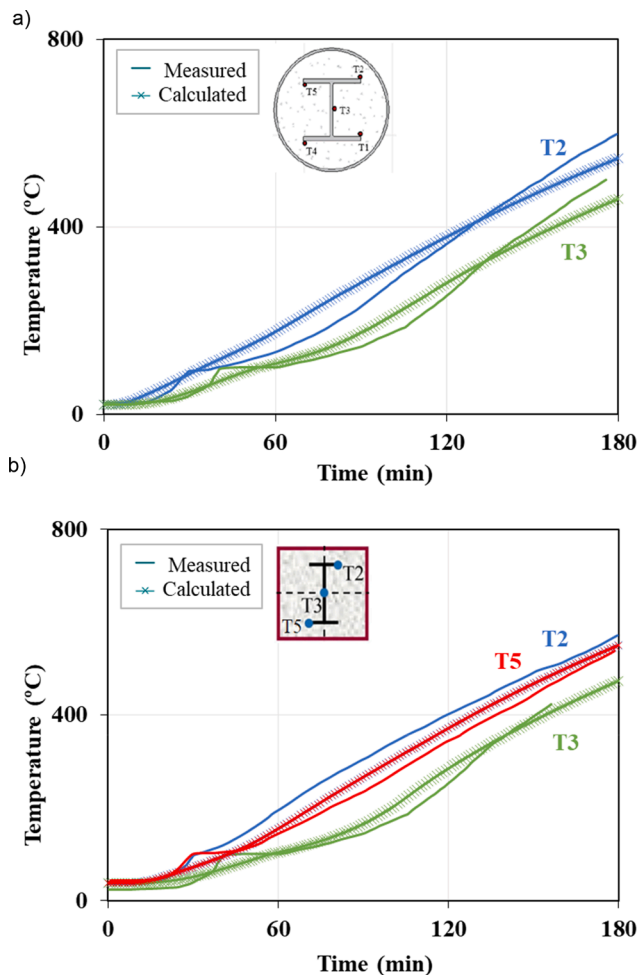 a)
800
Measured
Calculated
T2
T5
T3
T4
T1
T2
400
T3
Temperature (°C)
0
0 60 120 180
Time (min)
b)
800
Measured
Calculated
T2
T3
T5
T2
T5
400
T3
Temperature (°C)
0
0 60 120 180
Time (min)